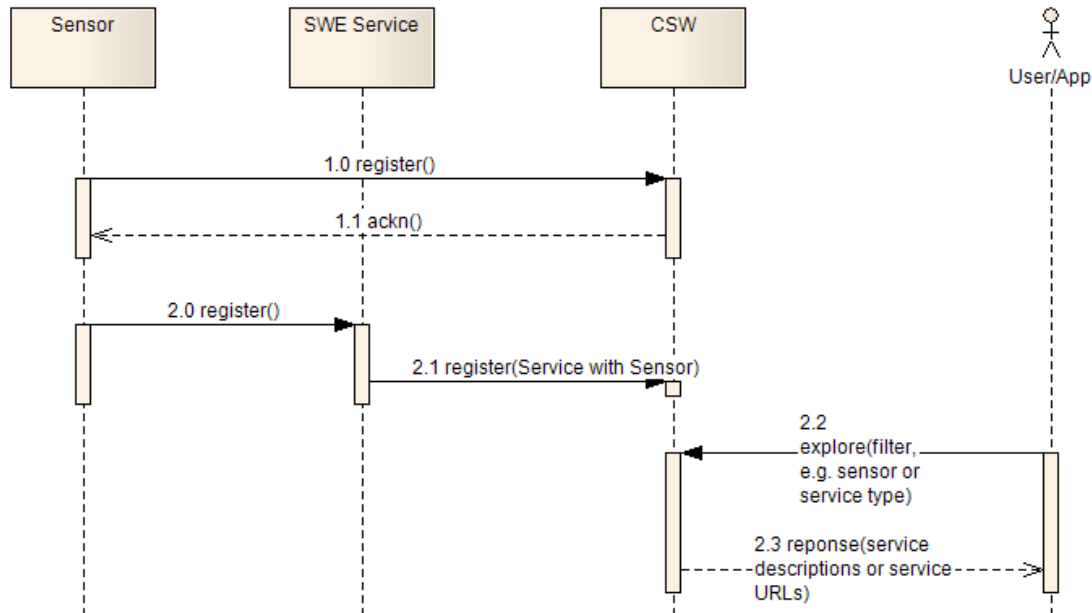 Sensor
SWE Service
CSW
User/App
1.0 register()
1.1 ackn()
2.0 register()
2.1 register(Service with Sensor)
2.2
explore(filter,
e.g. sensor or
service type)
2.3 reponse(service
descriptions or service
URLs)